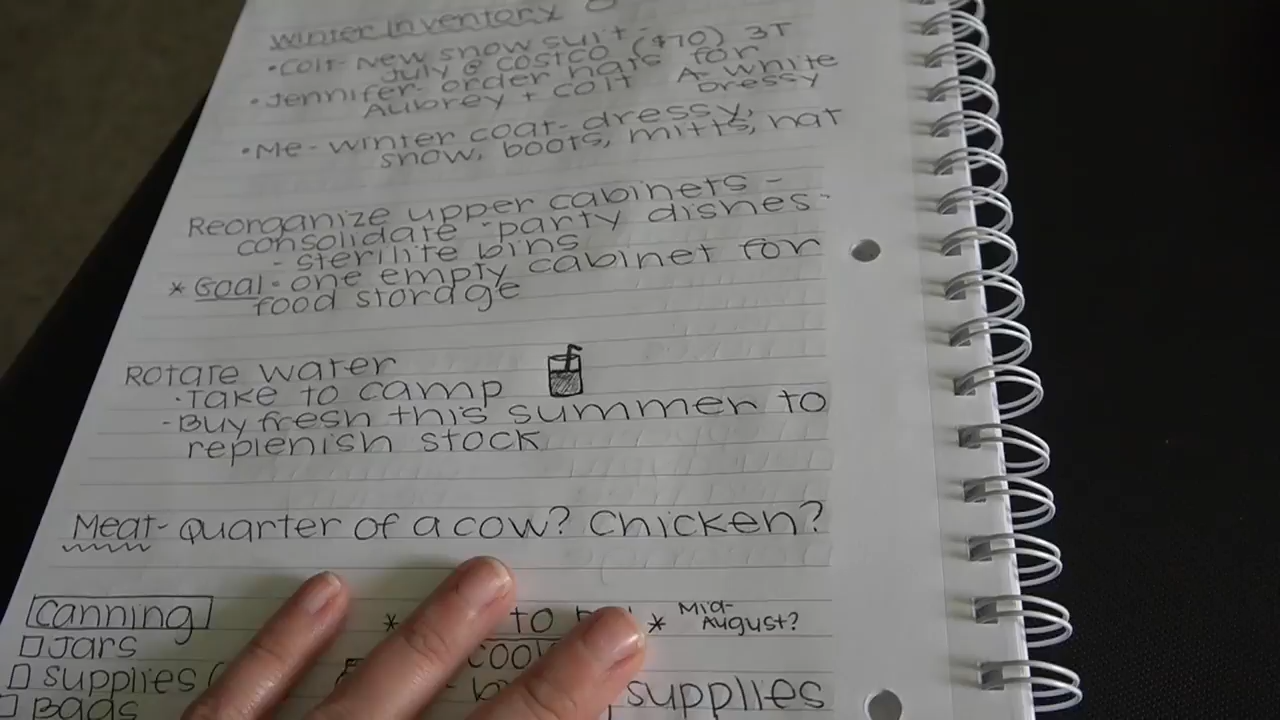 winter inventory
•Colt- New snow suit-
July @ COSTCO ($70) 3T
•Jennifer- order hats for
Aubrey + Colt A- white
Dressy
•Me- winter coat- dressy,
snow, boots, mitts, hat
Reorganize upper cabinets -
consolidate - party dishes-
- sterilite bins
* Goal- one empty cabinet for
food storage
Rotate water
·Take to camp
-Buy fresh this summer to
replenish stock
Meat- quarter of a cow? Chicken?
canning
* to * Mid-
August?
☐ Jars
☐ supplies (
supplies
☐ Bags